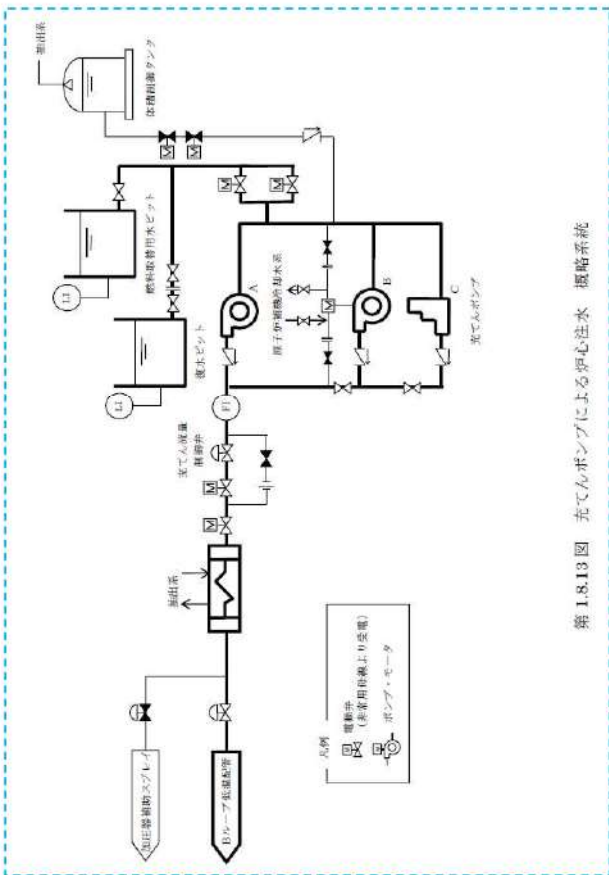 抽出系
体積制御タンク
LI
燃料取替用水ピット
LI
復水ピット
M
M
M
M
A
原子炉補機冷却水系
M
B
C
充てんポンプ
FI
充てん流量
制御弁
M
M
抽出系
加圧器補助スプレイ
Bループ低温配管
凡例
M
電動弁
(非常用母線より受電)
M
ポンプ・モータ
第 1.8.13 図 充てんポンプによる炉心注水 概略系統